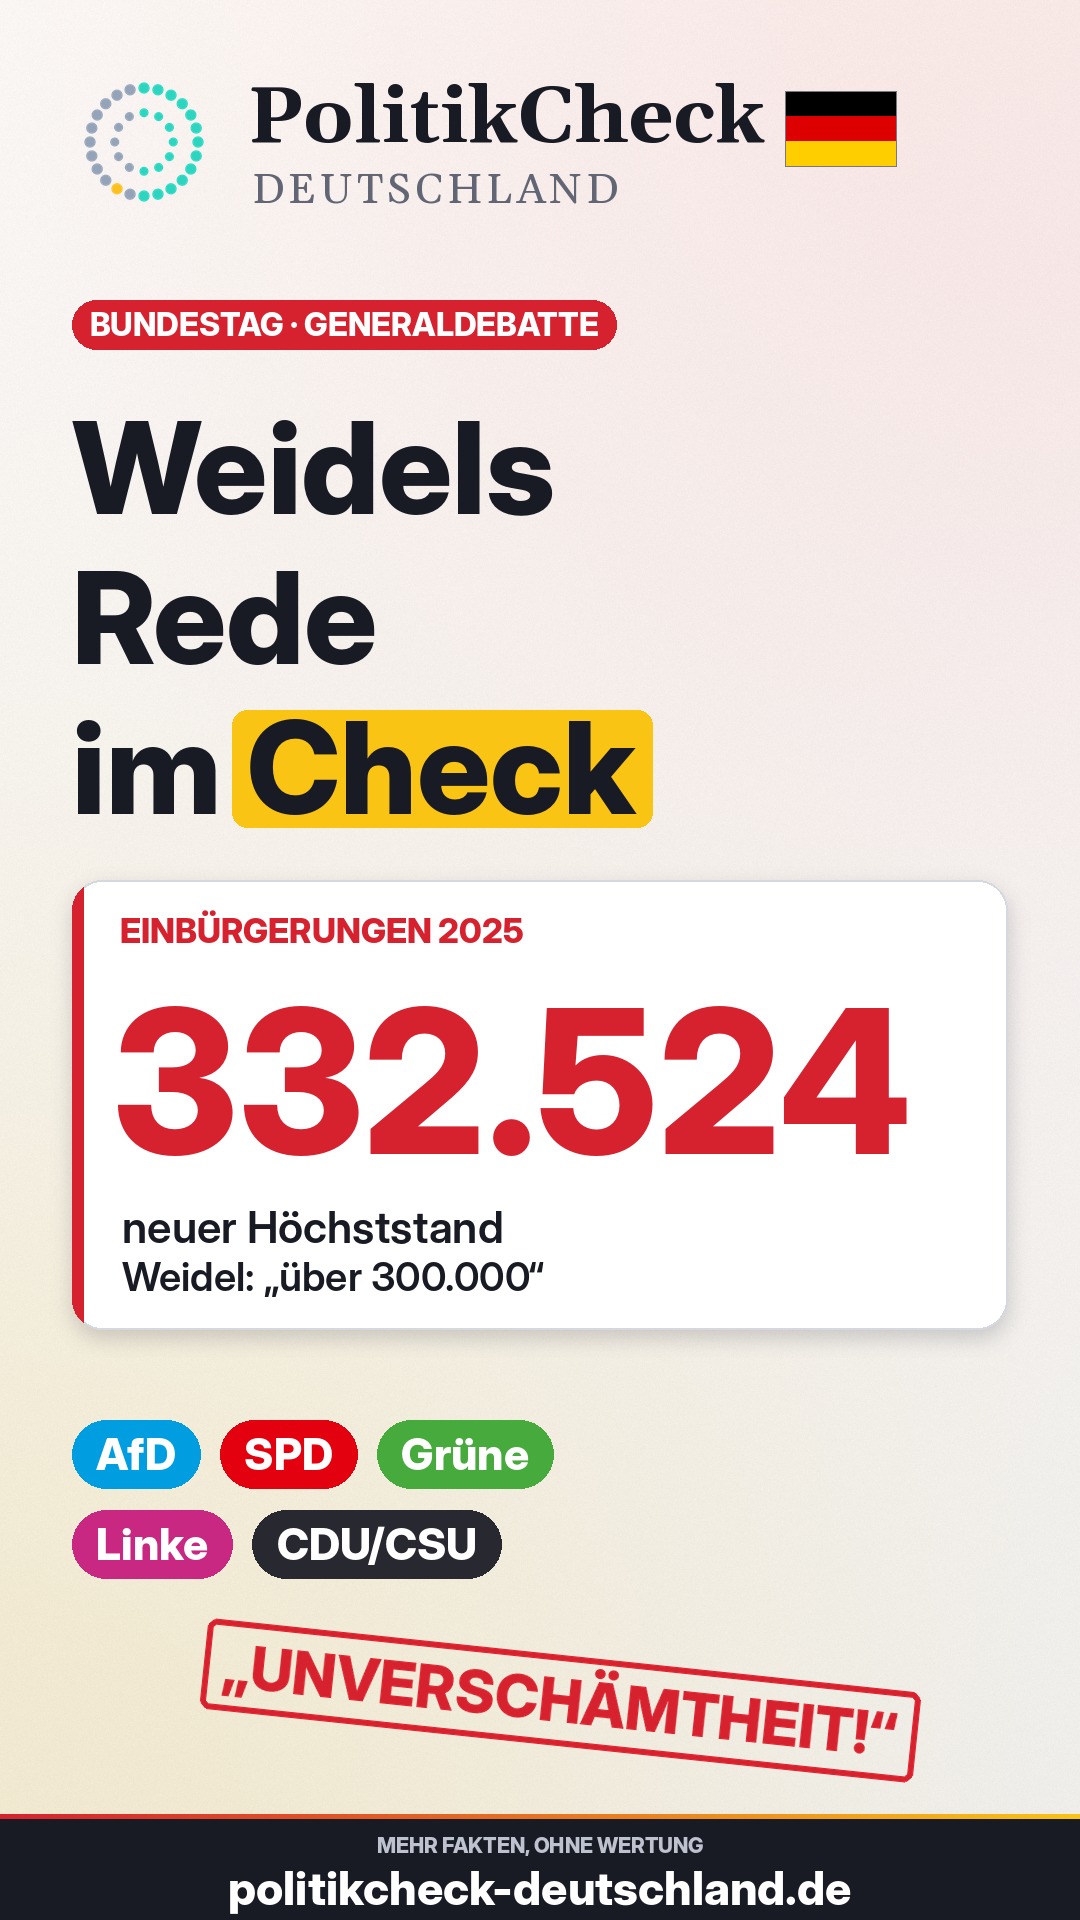 PolitikCheck
DEUTSCHLAND
BUNDESTAG · GENERALDEBATTE
Weidels
Rede
im Check
EINBÜRGERUNGEN 2025
332.524
neuer Höchststand
Weidel: „über 300.000“
AfD SPD Grüne
Linke CDU/CSU
„UNVERSCHÄMTHEIT!“
MEHR FAKTEN, OHNE WERTUNG
politikcheck-deutschland.de